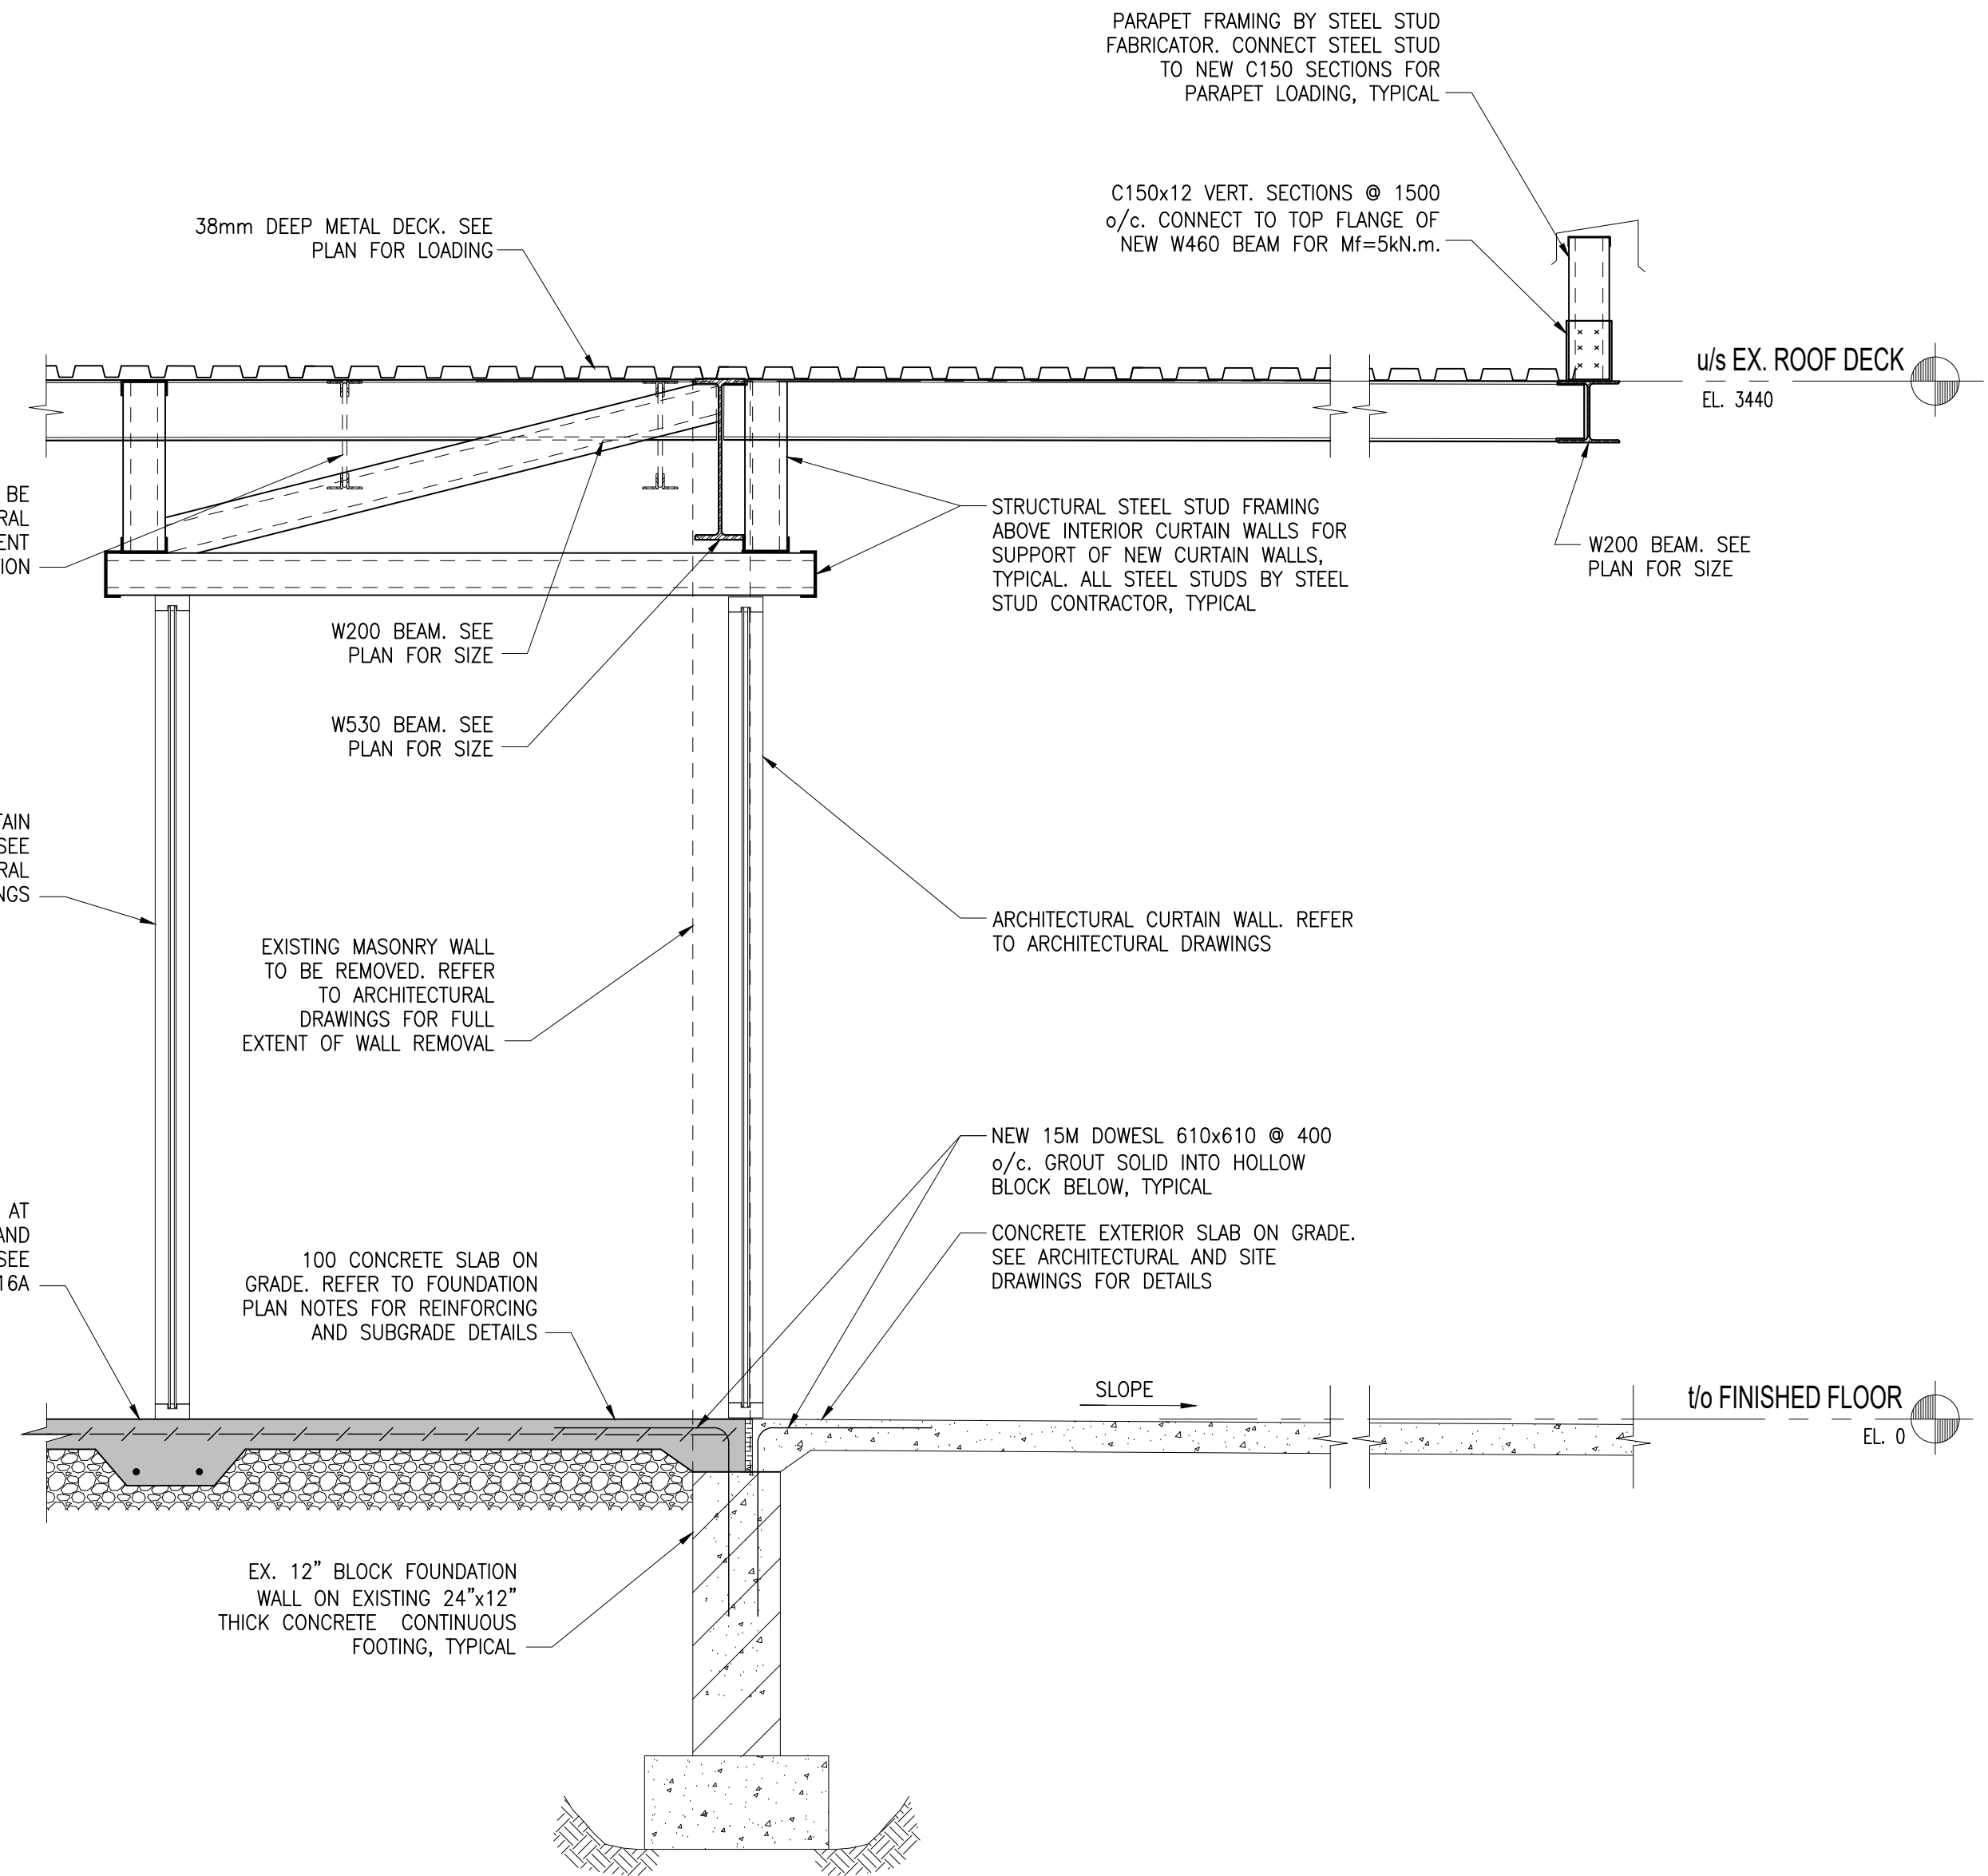 PARAPET FRAMING BY STEEL STUD
FABRICATOR. CONNECT STEEL STUD
TO NEW C150 SECTIONS FOR
PARAPET LOADING, TYPICAL
C150x12 VERT. SECTIONS @ 1500
o/c. CONNECT TO TOP FLANGE OF
NEW W460 BEAM FOR Mf=5kN.m.
38mm DEEP METAL DECK. SEE
PLAN FOR LOADING
u/s EX. ROOF DECK
EL. 3440
BE
RAL
ENT
ION
STRUCTURAL STEEL STUD FRAMING
ABOVE INTERIOR CURTAIN WALLS FOR
SUPPORT OF NEW CURTAIN WALLS,
TYPICAL. ALL STEEL STUDS BY STEEL
STUD CONTRACTOR, TYPICAL
W200 BEAM. SEE
PLAN FOR SIZE
W200 BEAM. SEE
PLAN FOR SIZE
W530 BEAM. SEE
PLAN FOR SIZE
TAIN
SEE
RAL
NGS
ARCHITECTURAL CURTAIN WALL. REFER
TO ARCHITECTURAL DRAWINGS
EXISTING MASONRY WALL
TO BE REMOVED. REFER
TO ARCHITECTURAL
DRAWINGS FOR FULL
EXTENT OF WALL REMOVAL
NEW 15M DOWESL 610x610 @ 400
o/c. GROUT SOLID INTO HOLLOW
BLOCK BELOW, TYPICAL
AT
AND
SEE
16A
CONCRETE EXTERIOR SLAB ON GRADE.
SEE ARCHITECTURAL AND SITE
DRAWINGS FOR DETAILS
100 CONCRETE SLAB ON
GRADE. REFER TO FOUNDATION
PLAN NOTES FOR REINFORCING
AND SUBGRADE DETAILS
SLOPE
t/o FINISHED FLOOR
EL. 0
EX. 12" BLOCK FOUNDATION
WALL ON EXISTING 24"x12"
THICK CONCRETE CONTINUOUS
FOOTING, TYPICAL